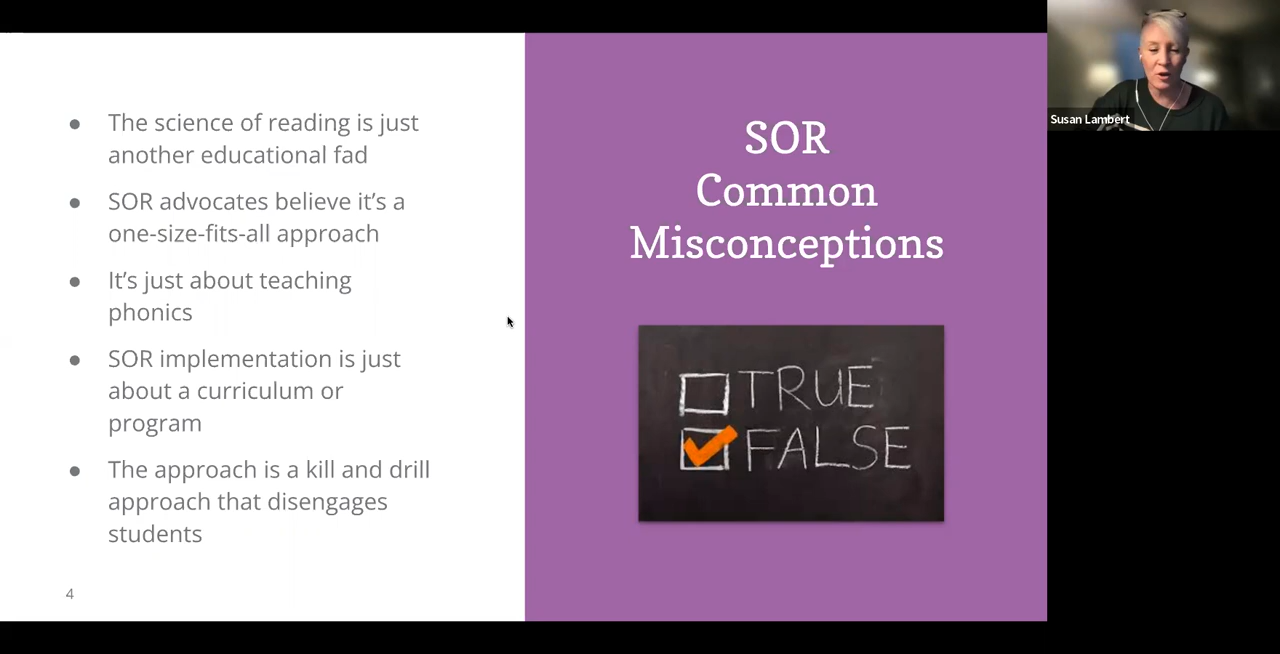 The science of reading is just
another educational fad
SOR advocates believe it’s a
one-size-fits-all approach
It’s just about teaching
phonics
SOR implementation is just
about a curriculum or
program
The approach is a kill and drill
approach that disengages
students
4
SOR
Common
Misconceptions
TRUE
FALSE
Susan Lambert